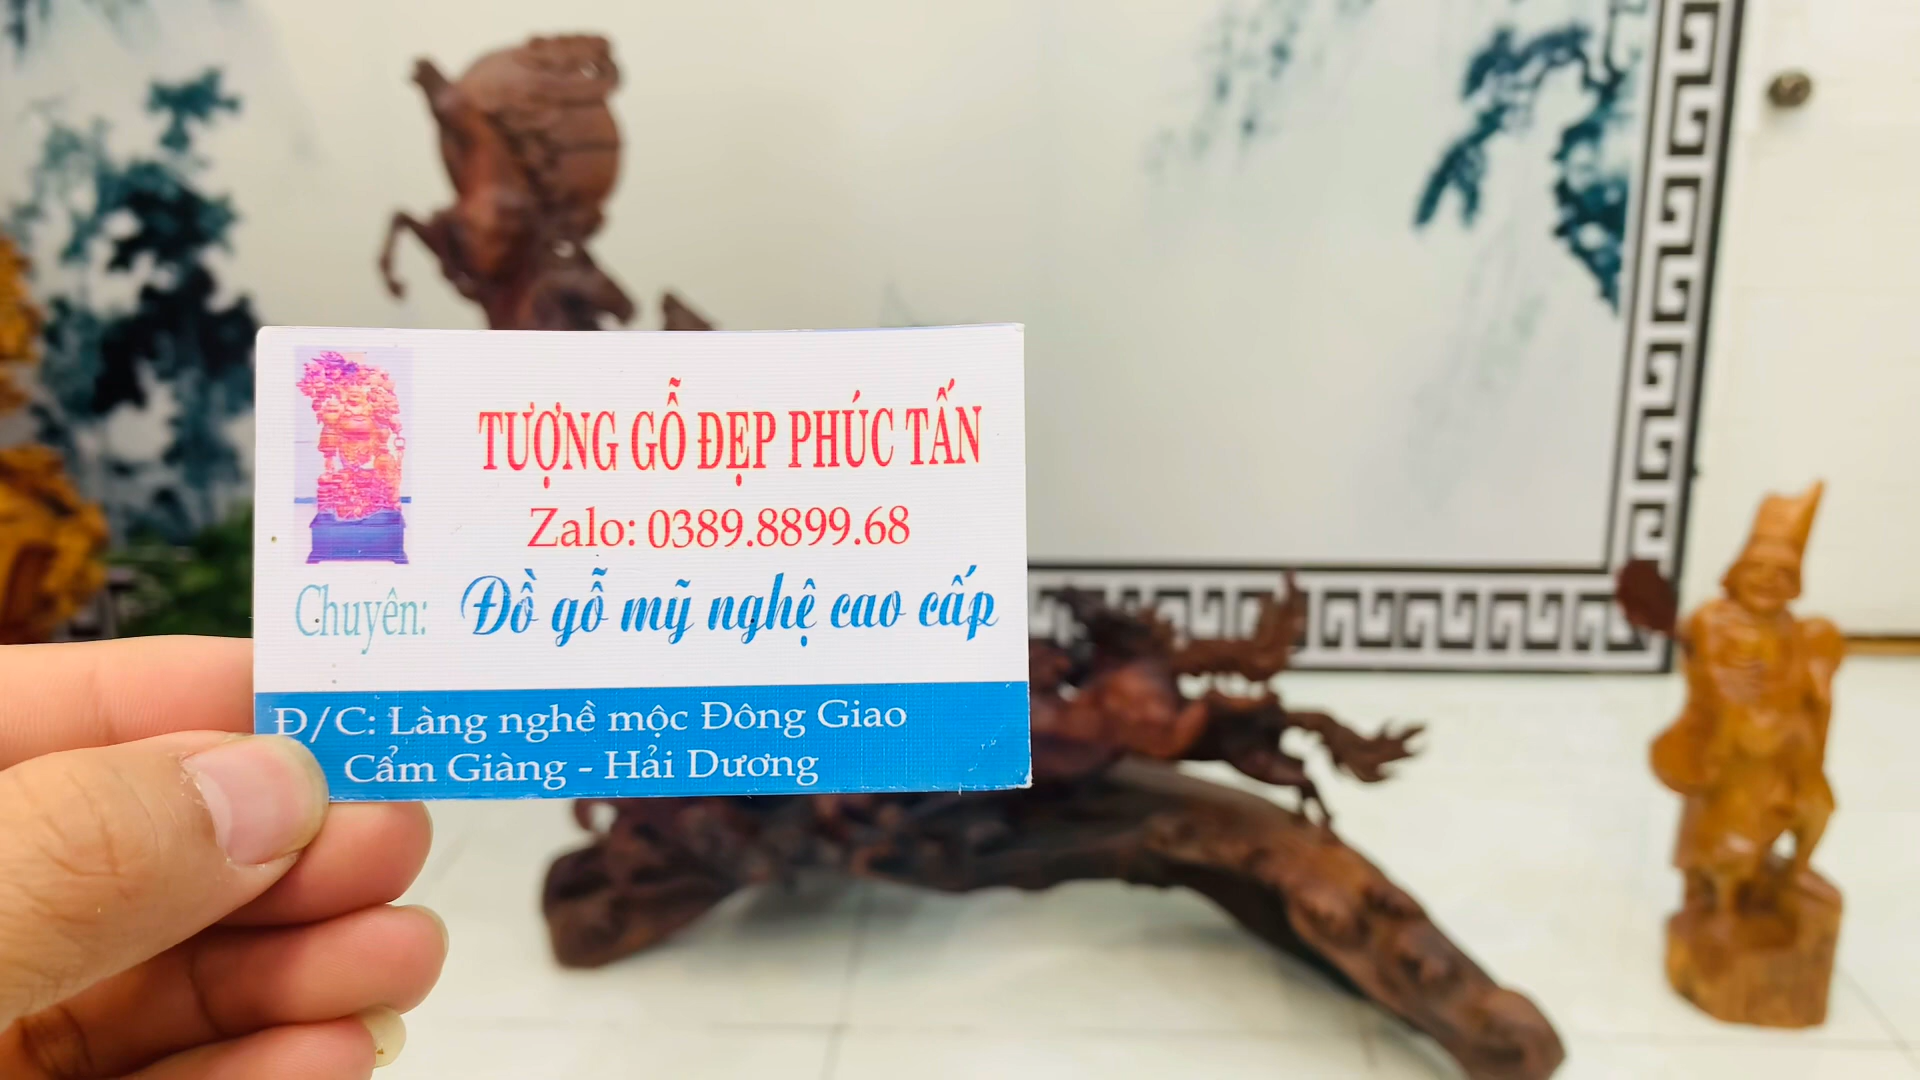 TƯỢNG GỖ ĐẸP PHÚC TẤN
Zalo: 0389.8899.68
Chuyên: Đồ gỗ mỹ nghệ cao cấp
Đ/C: Làng nghề mộc Đông Giao
Cẩm Giàng - Hải Dương